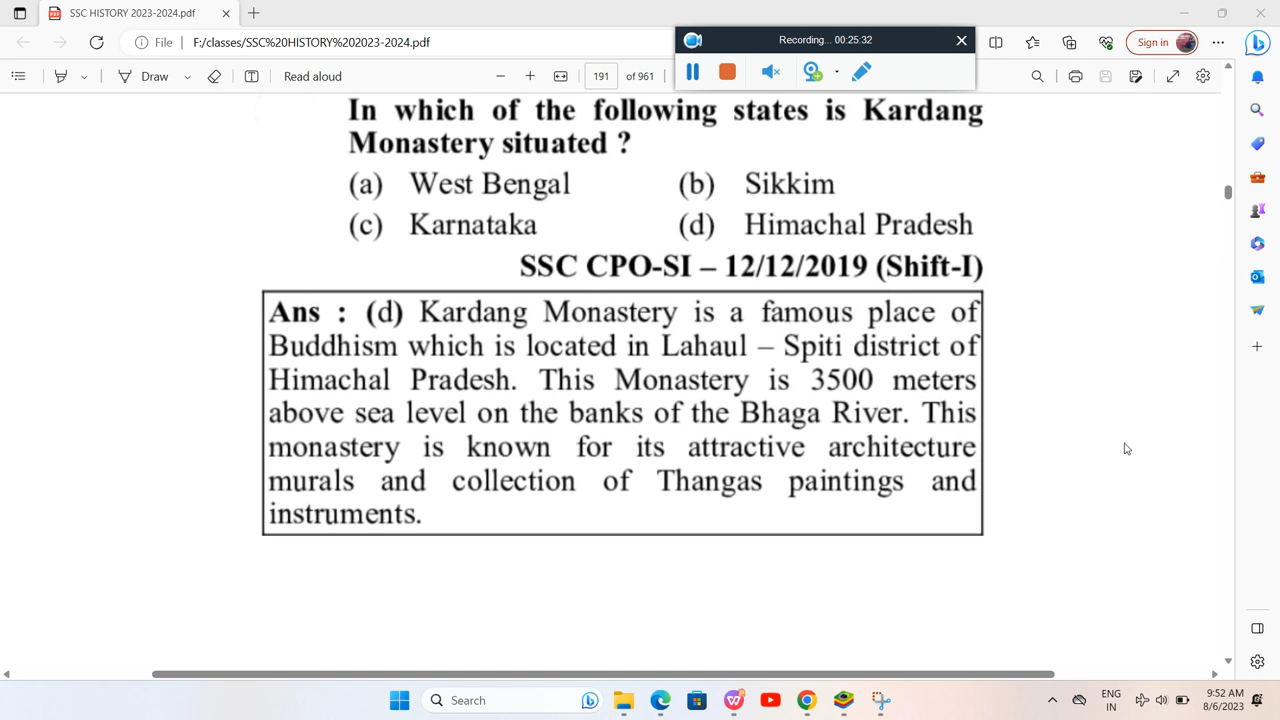 SSC HISTORY 2023-2024.pdf
File F:/classes/SSC%20HISTORY%202023-2024.pdf
Recording... 00:25:32
Sign in
Draw
Read aloud
191 of 961
In which of the following states is Kardang
Monastery situated ?
(a) West Bengal (b) Sikkim
(c) Karnataka (d) Himachal Pradesh
SSC CPO-SI – 12/12/2019 (Shift-I)
Ans : (d) Kardang Monastery is a famous place of
Buddhism which is located in Lahaul – Spiti district of
Himachal Pradesh. This Monastery is 3500 meters
above sea level on the banks of the Bhaga River. This
monastery is known for its attractive architecture
murals and collection of Thangas paintings and
instruments.
Search
ENG
IN
9:52 AM
8/6/2023